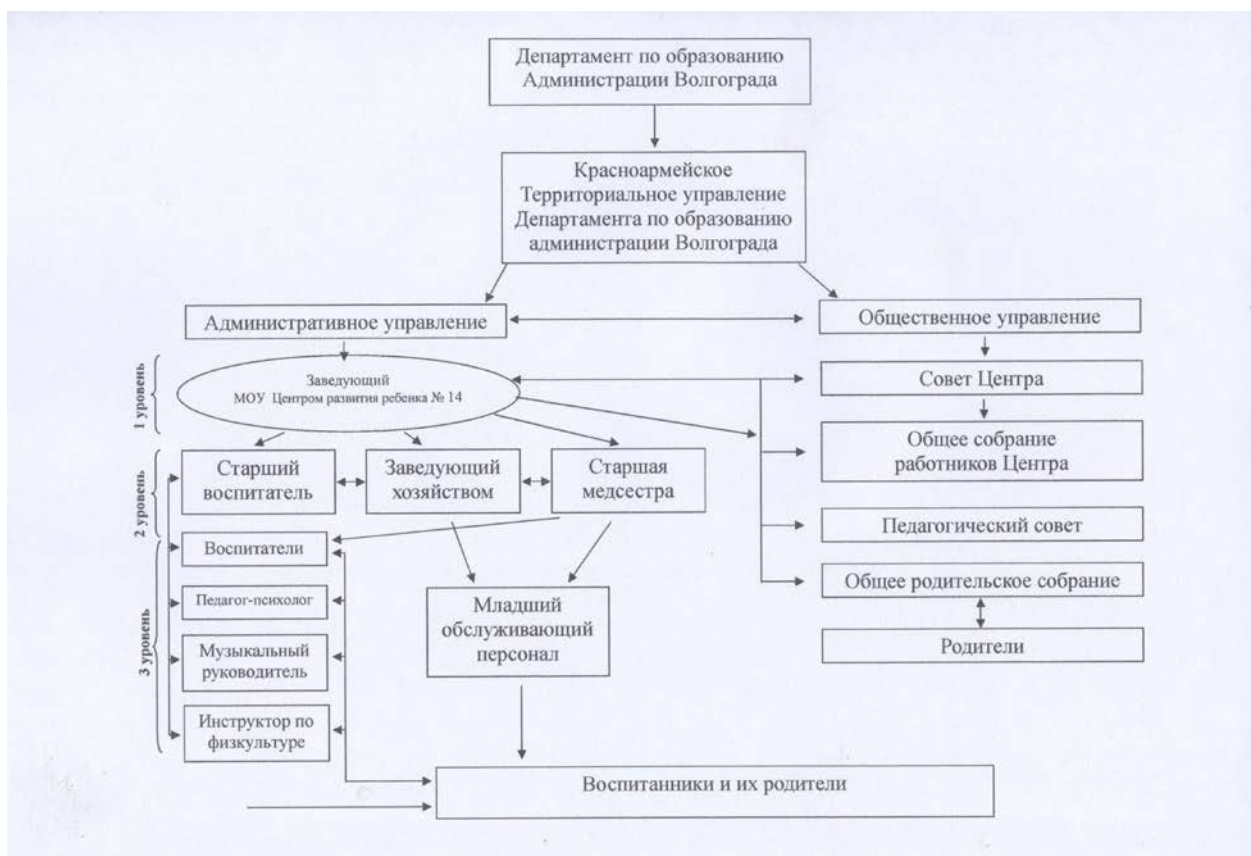 Департамент по образованию
Администрации Волгограда
Красноармейское
Территориальное управление
Департамента по образованию
администрации Волгограда
Административное управление
Общественное управление
1 уровень
Заведующий
МОУ Центром развития ребенка № 14
Совет Центра
Общее собрание
работников Центра
2 уровень
Старший
воспитатель
Заведующий
хозяйством
Старшая
медсестра
Педагогический совет
3 уровень
Воспитатели
Общее родительское собрание
Педагог-психолог
Младший
обслуживающий
персонал
Родители
Музыкальный
руководитель
Инструктор по
физкультуре
Воспитанники и их родители